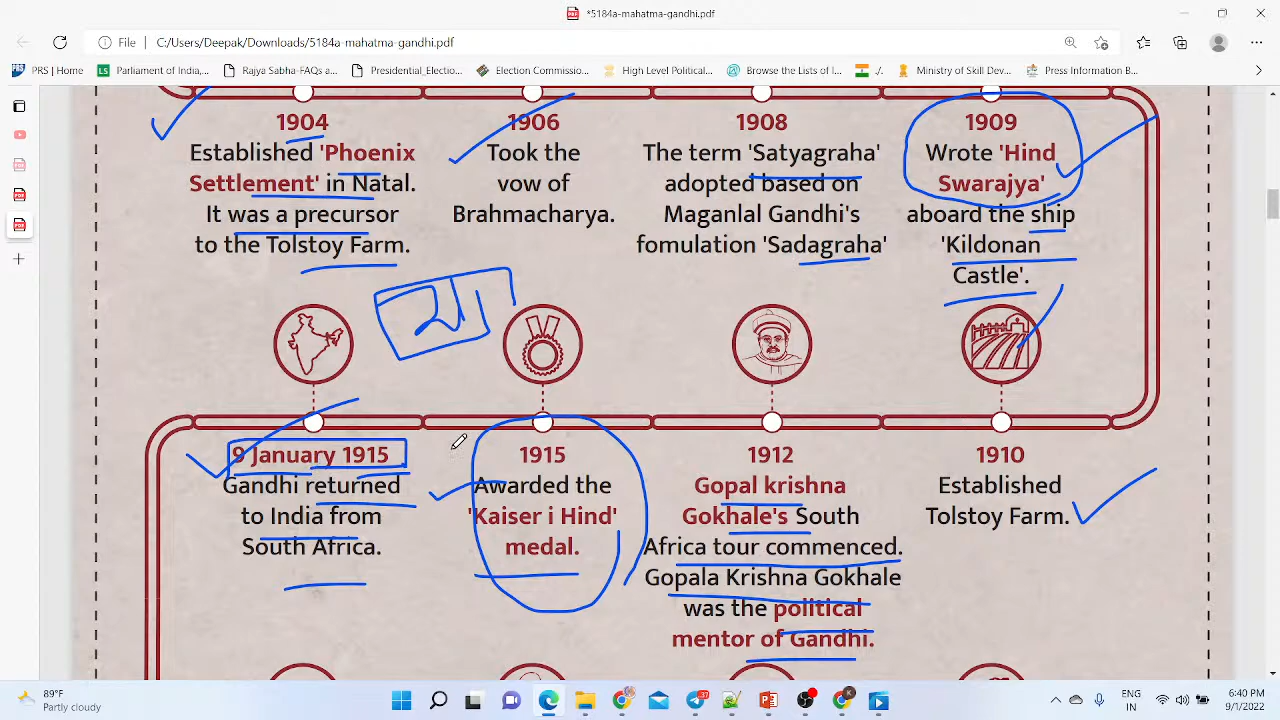 *5184a-mahatma-gandhi.pdf
File
C:/Users/Deepak/Downloads/5184a-mahatma-gandhi.pdf
PRS | Home
Parliament of India,...
Rajya Sabha-FAQs a...
Presidential_Electio...
Election Commissio...
High Level Political...
Browse the Lists of I...
./.
Ministry of Skill Dev...
Press Information B...
1904
Established 'Phoenix
Settlement' in Natal.
It was a precursor
to the Tolstoy Farm.
1906
Took the
vow of
Brahmacharya.
1908
The term 'Satyagraha'
adopted based on
Maganlal Gandhi's
fomulation 'Sadagraha'
1909
Wrote 'Hind
Swarajya'
aboard the ship
'Kildonan
Castle'.
9 January 1915
Gandhi returned
to India from
South Africa.
1915
Awarded the
'Kaiser i Hind'
medal.
1912
Gopal krishna
Gokhale's South
Africa tour commenced.
Gopala Krishna Gokhale
was the political
mentor of Gandhi.
1910
Established
Tolstoy Farm.
89°F
Partly cloudy
37
K
ENG
IN
6:40 PM
9/1/2022